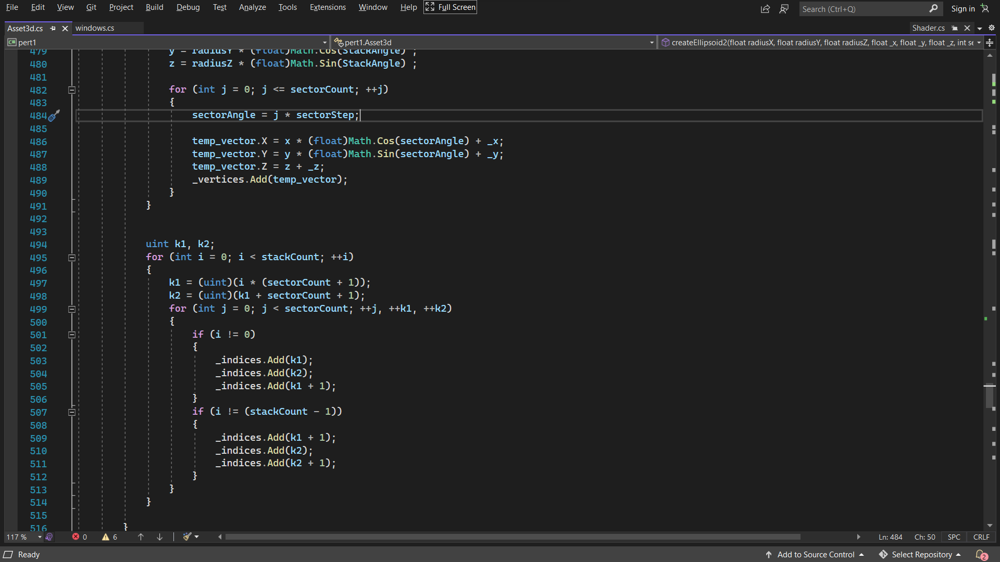 File Edit View Git Project Build Debug Test Analyze Tools Extensions Window Help Full Screen Search (Ctrl+Q) Sign in
Asset3d.cs windows.cs Shader.cs
C# pert1 pert1.Asset3d createEllipsoid2(float radiusX, float radiusY, float radiusZ, float _x, float _y, float _z, int se
479 y = radiusY * (float)Math.Cos(StackAngle) ;
480 z = radiusZ * (float)Math.Sin(StackAngle) ;
481
482 for (int j = 0; j <= sectorCount; ++j)
483 {
484 sectorAngle = j * sectorStep;
485
486 temp_vector.X = x * (float)Math.Cos(sectorAngle) + _x;
487 temp_vector.Y = y * (float)Math.Sin(sectorAngle) + _y;
488 temp_vector.Z = z + _z;
489 _vertices.Add(temp_vector);
490 }
491 }
492
493
494 uint k1, k2;
495 for (int i = 0; i < stackCount; ++i)
496 {
497 k1 = (uint)(i * (sectorCount + 1));
498 k2 = (uint)(k1 + sectorCount + 1);
499 for (int j = 0; j < sectorCount; ++j, ++k1, ++k2)
500 {
501 if (i != 0)
502 {
503 _indices.Add(k1);
504 _indices.Add(k2);
505 _indices.Add(k1 + 1);
506 }
507 if (i != (stackCount - 1))
508 {
509 _indices.Add(k1 + 1);
510 _indices.Add(k2);
511 _indices.Add(k2 + 1);
512 }
513 }
514 }
515
516 }
117 % 0 6 Ln: 484 Ch: 50 SPC CRLF
Ready Add to Source Control Select Repository 2